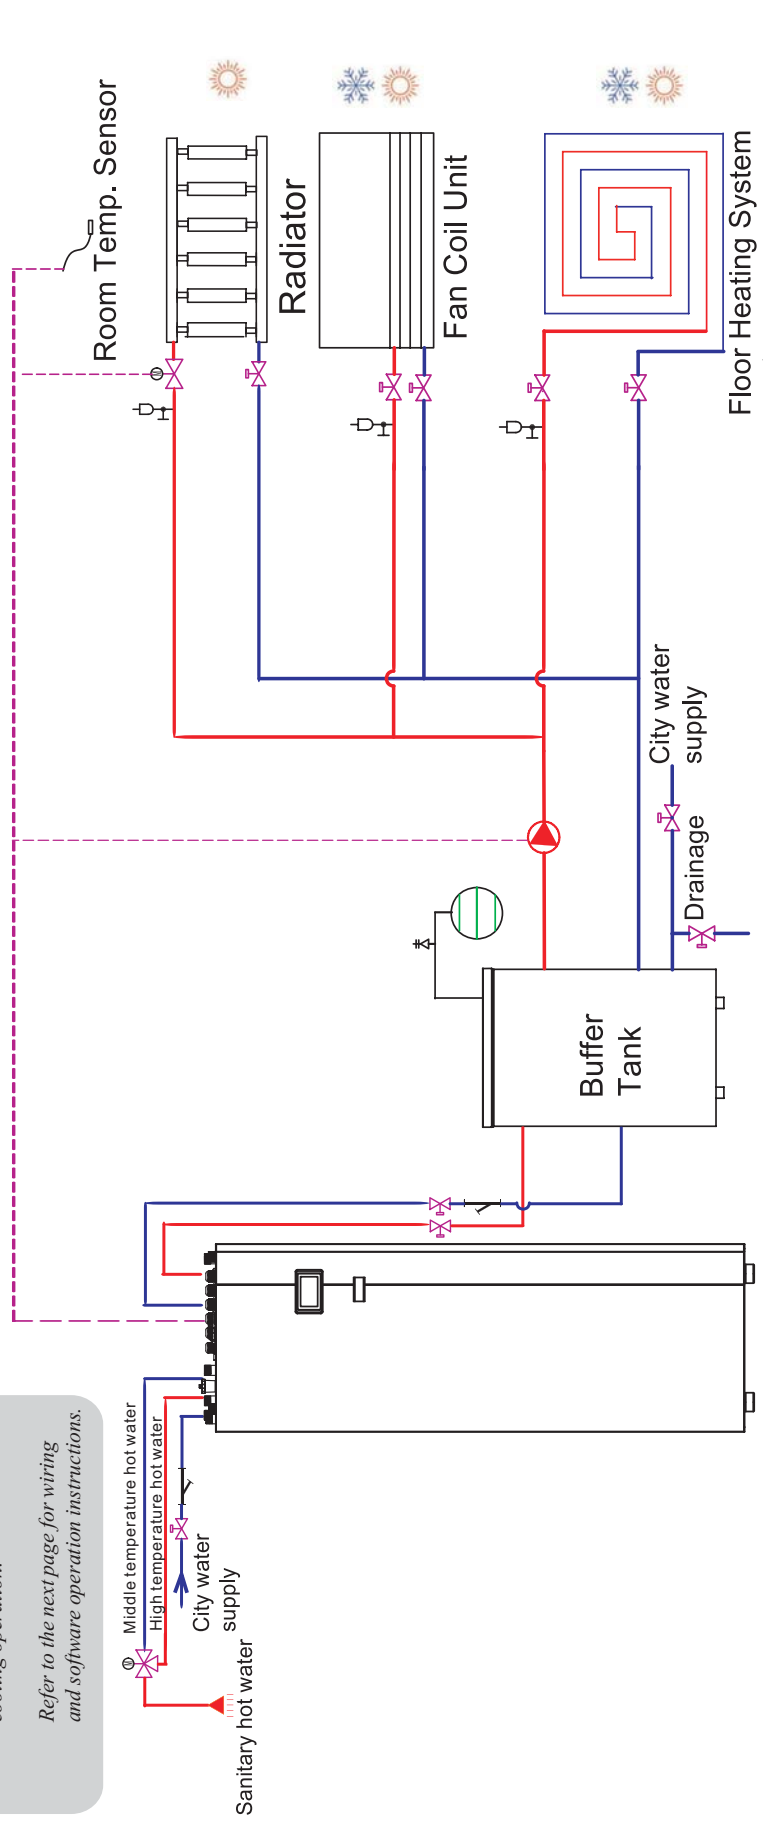 Room Temp. Sensor
Radiator
Fan Coil Unit
Floor Heating System
City water
supply
Drainage
Buffer
Tank
Middle temperature hot water
High temperature hot water
City water
supply
Sanitary hot water
Refer to the next page for wiring
and software operation instructions.